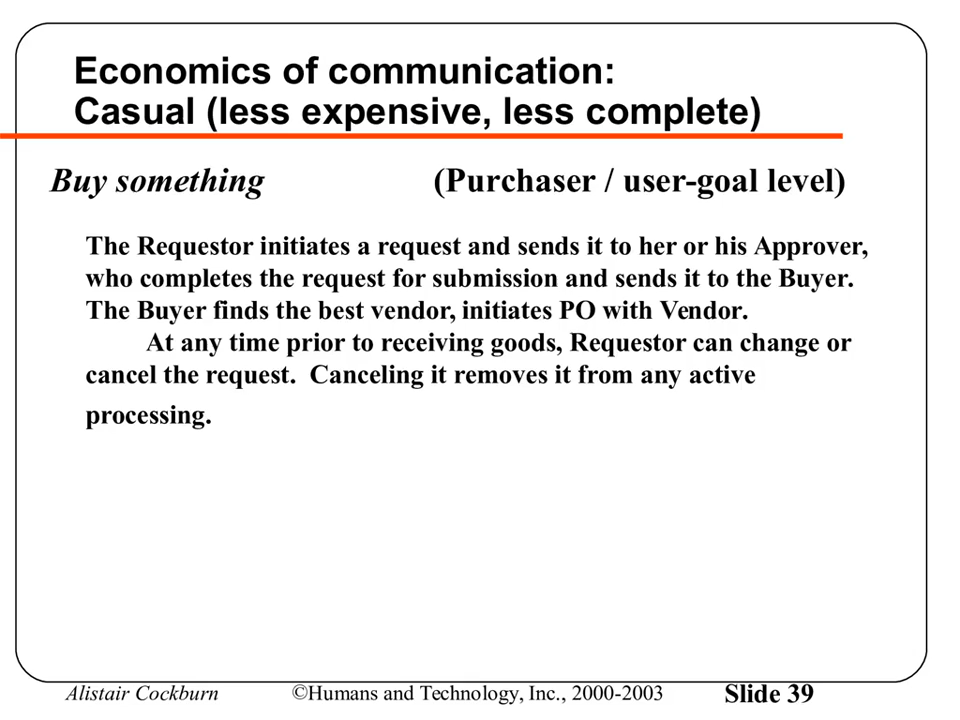 Economics of communication:
Casual (less expensive, less complete)
Buy something (Purchaser / user-goal level)
The Requestor initiates a request and sends it to her or his Approver,
who completes the request for submission and sends it to the Buyer.
The Buyer finds the best vendor, initiates PO with Vendor.
At any time prior to receiving goods, Requestor can change or
cancel the request. Canceling it removes it from any active
processing.
Alistair Cockburn ©Humans and Technology, Inc., 2000-2003 Slide 39